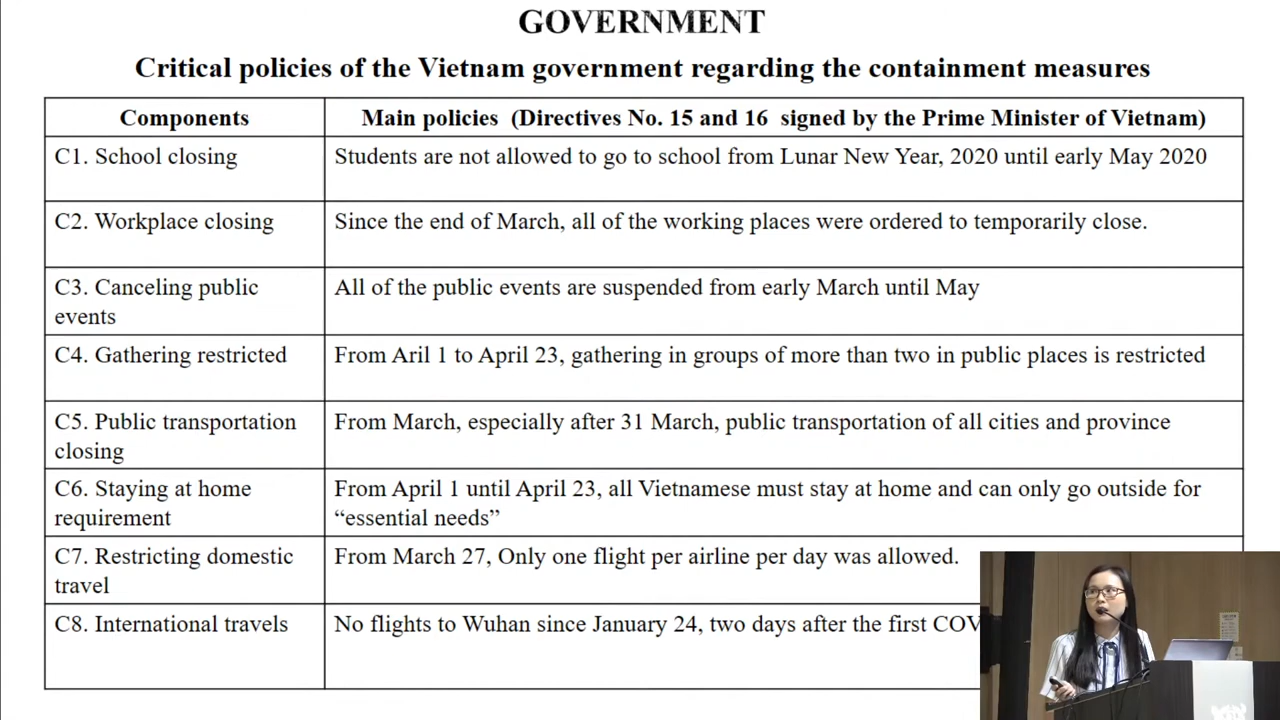 GOVERNMENT
Critical policies of the Vietnam government regarding the containment measures
Components
Main policies (Directives No. 15 and 16 signed by the Prime Minister of Vietnam)
C1. School closing
Students are not allowed to go to school from Lunar New Year, 2020 until early May 2020
C2. Workplace closing
Since the end of March, all of the working places were ordered to temporarily close.
C3. Canceling public
events
All of the public events are suspended from early March until May
C4. Gathering restricted
From Aril 1 to April 23, gathering in groups of more than two in public places is restricted
C5. Public transportation
closing
From March, especially after 31 March, public transportation of all cities and province
C6. Staying at home
requirement
From April 1 until April 23, all Vietnamese must stay at home and can only go outside for
“essential needs”
C7. Restricting domestic
travel
From March 27, Only one flight per airline per day was allowed.
C8. International travels
No flights to Wuhan since January 24, two days after the first COV